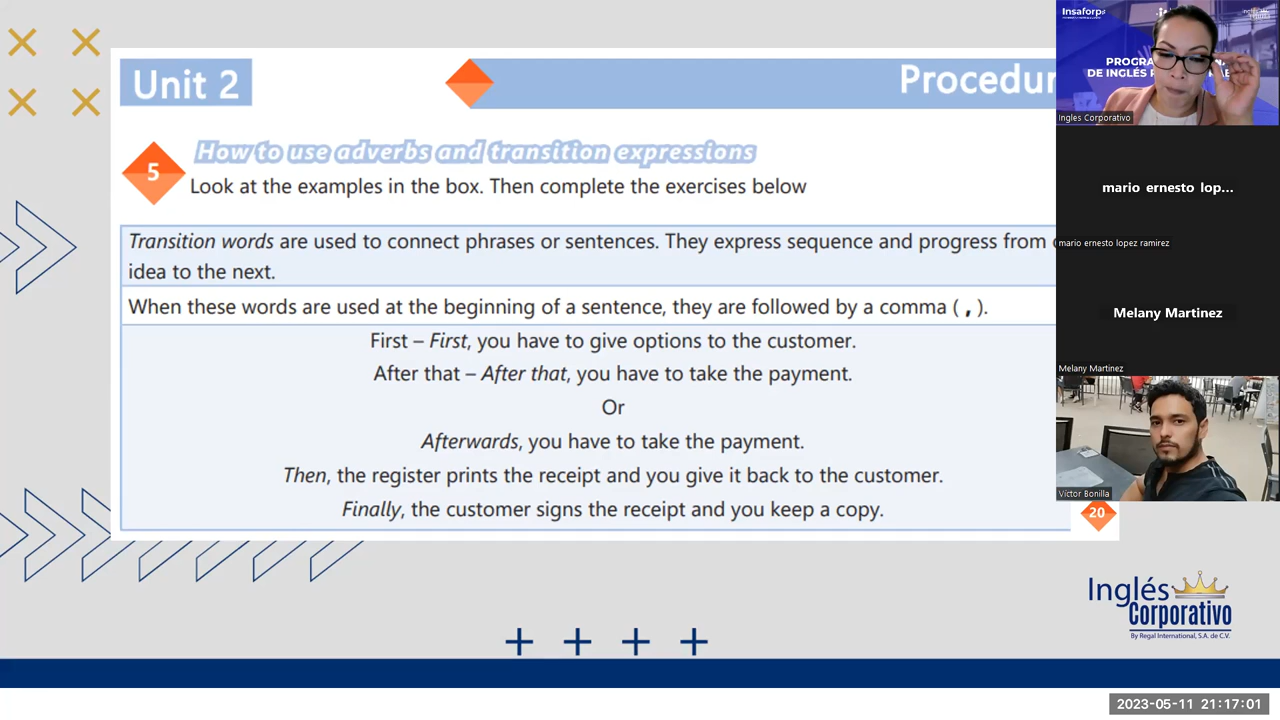 Unit 2
Procedur
5
How to use adverbs and transition expressions
Look at the examples in the box. Then complete the exercises below
Transition words are used to connect phrases or sentences. They express sequence and progress from
idea to the next.
When these words are used at the beginning of a sentence, they are followed by a comma ( , ).
First – First, you have to give options to the customer.
After that – After that, you have to take the payment.
Or
Afterwards, you have to take the payment.
Then, the register prints the receipt and you give it back to the customer.
Finally, the customer signs the receipt and you keep a copy.
20
Insaforp
PROGRA
DE INGLÉS
Ingles Corporativo
mario ernesto lop...
mario ernesto lopez ramirez
Melany Martinez
Melany Martinez
Víctor Bonilla
Inglés
Corporativo
By Regal International, S.A. de C.V.
2023-05-11 21:17:01